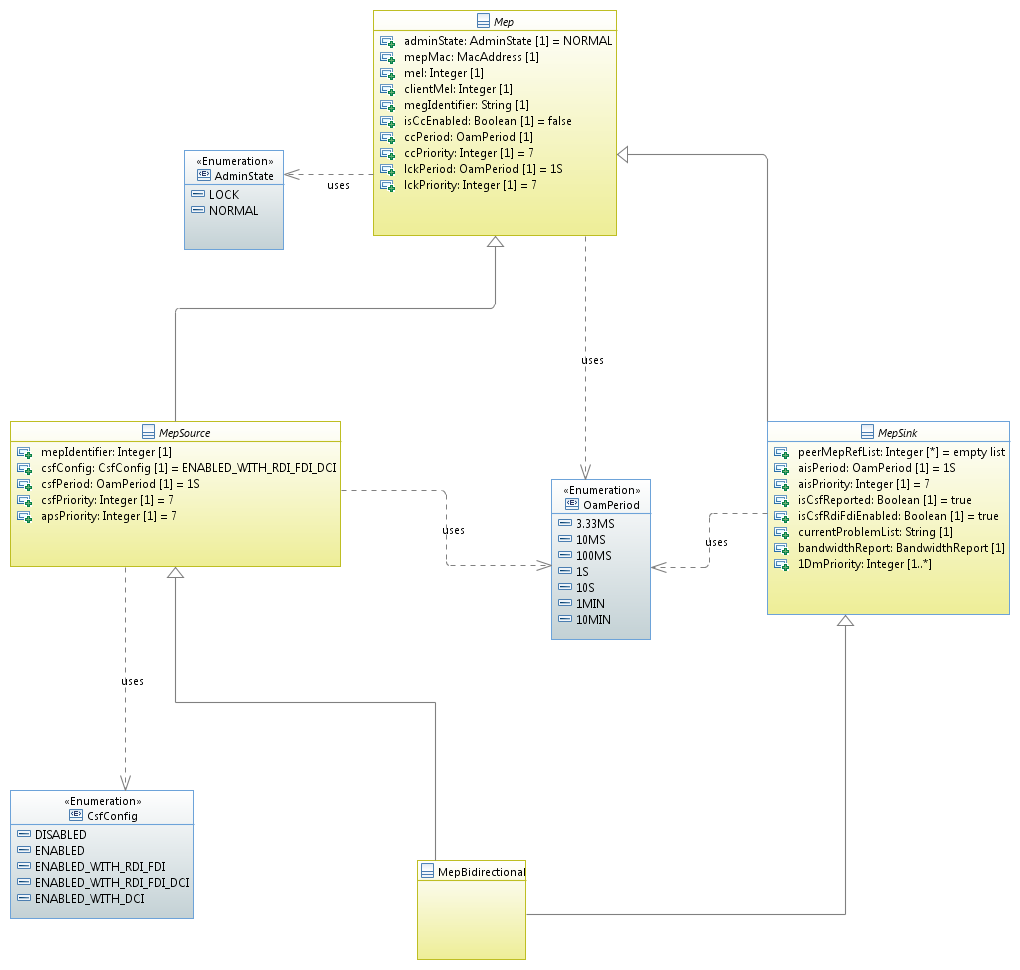 Mep
adminState: AdminState [1] = NORMAL
mepMac: MacAddress [1]
mel: Integer [1]
clientMel: Integer [1]
megIdentifier: String [1]
isCcEnabled: Boolean [1] = false
ccPeriod: OamPeriod [1]
ccPriority: Integer [1] = 7
lckPeriod: OamPeriod [1] = 1S
lckPriority: Integer [1] = 7
«Enumeration»
AdminState
LOCK
NORMAL
uses
uses
MepSource
mepIdentifier: Integer [1]
csfConfig: CsfConfig [1] = ENABLED_WITH_RDI_FDI_DCI
csfPeriod: OamPeriod [1] = 1S
csfPriority: Integer [1] = 7
apsPriority: Integer [1] = 7
uses
«Enumeration»
OamPeriod
3.33MS
10MS
100MS
1S
10S
1MIN
10MIN
uses
MepSink
peerMepRefList: Integer [*] = empty list
aisPeriod: OamPeriod [1] = 1S
aisPriority: Integer [1] = 7
isCsfReported: Boolean [1] = true
isCsfRdiFdiEnabled: Boolean [1] = true
currentProblemList: String [1]
bandwidthReport: BandwidthReport [1]
1DmPriority: Integer [1..*]
uses
«Enumeration»
CsfConfig
DISABLED
ENABLED
ENABLED_WITH_RDI_FDI
ENABLED_WITH_RDI_FDI_DCI
ENABLED_WITH_DCI
MepBidirectional